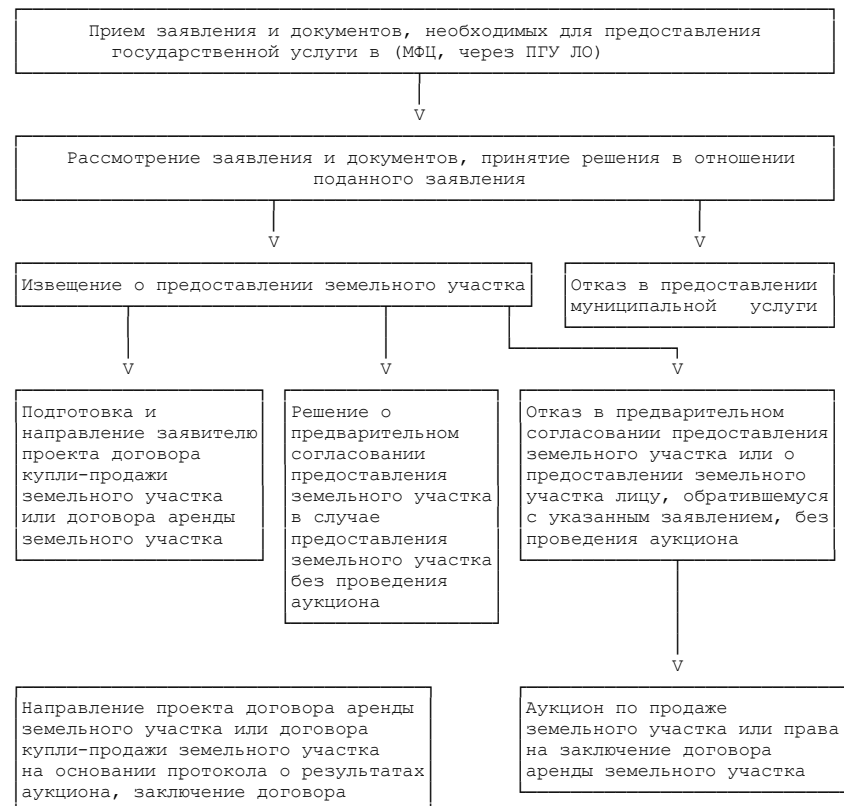 Прием заявления и документов, необходимых для предоставления
государственной услуги в (МФЦ, через ПГУ ЛО)
V
Рассмотрение заявления и документов, принятие решения в отношении
поданного заявления
V
V
Извещение о предоставлении земельного участка
Отказ в предоставлении
муниципальной услуги
V
V
V
Подготовка и
направление заявителю
проекта договора
купли-продажи
земельного участка
или договора аренды
земельного участка
Решение о
предварительном
согласовании
предоставления
земельного участка
в случае
предоставления
земельного участка
без проведения
аукциона
Отказ в предварительном
согласовании предоставления
земельного участка или о
предоставлении земельного
участка лицу, обратившемуся
с указанным заявлением, без
проведения аукциона
V
Направление проекта договора аренды
земельного участка или договора
купли-продажи земельного участка
на основании протокола о результатах
аукциона, заключение договора
Аукцион по продаже
земельного участка или права
на заключение договора
аренды земельного участка